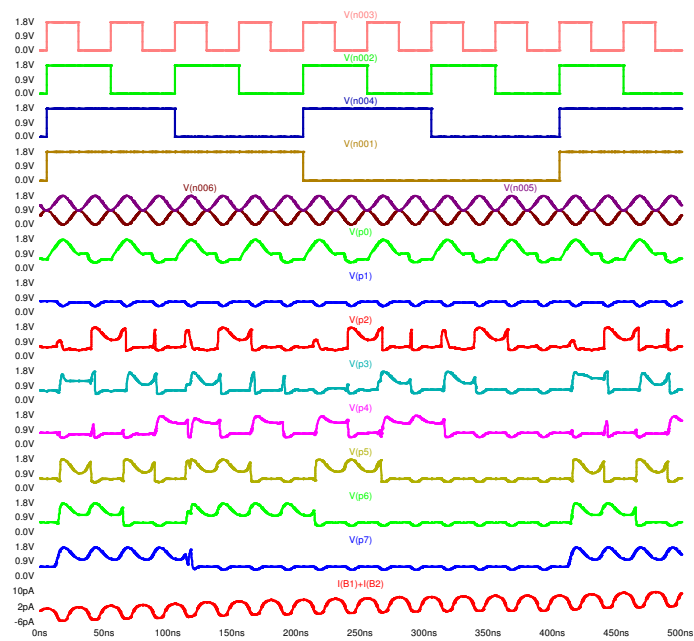 V(n003)
1.8V
0.9V
0.0V
V(n002)
1.8V
0.9V
0.0V
V(n004)
1.8V
0.9V
0.0V
V(n001)
1.8V
0.9V
0.0V
V(n006) V(n005)
1.8V
0.9V
0.0V
V(p0)
1.8V
0.9V
0.0V
V(p1)
1.8V
0.9V
0.0V
V(p2)
1.8V
0.9V
0.0V
V(p3)
1.8V
0.9V
0.0V
V(p4)
1.8V
0.9V
0.0V
V(p5)
1.8V
0.9V
0.0V
V(p6)
1.8V
0.9V
0.0V
V(p7)
1.8V
0.9V
0.0V
I(B1)+I(B2)
10pA
2pA
-6pA
0ns 50ns 100ns 150ns 200ns 250ns 300ns 350ns 400ns 450ns 500ns